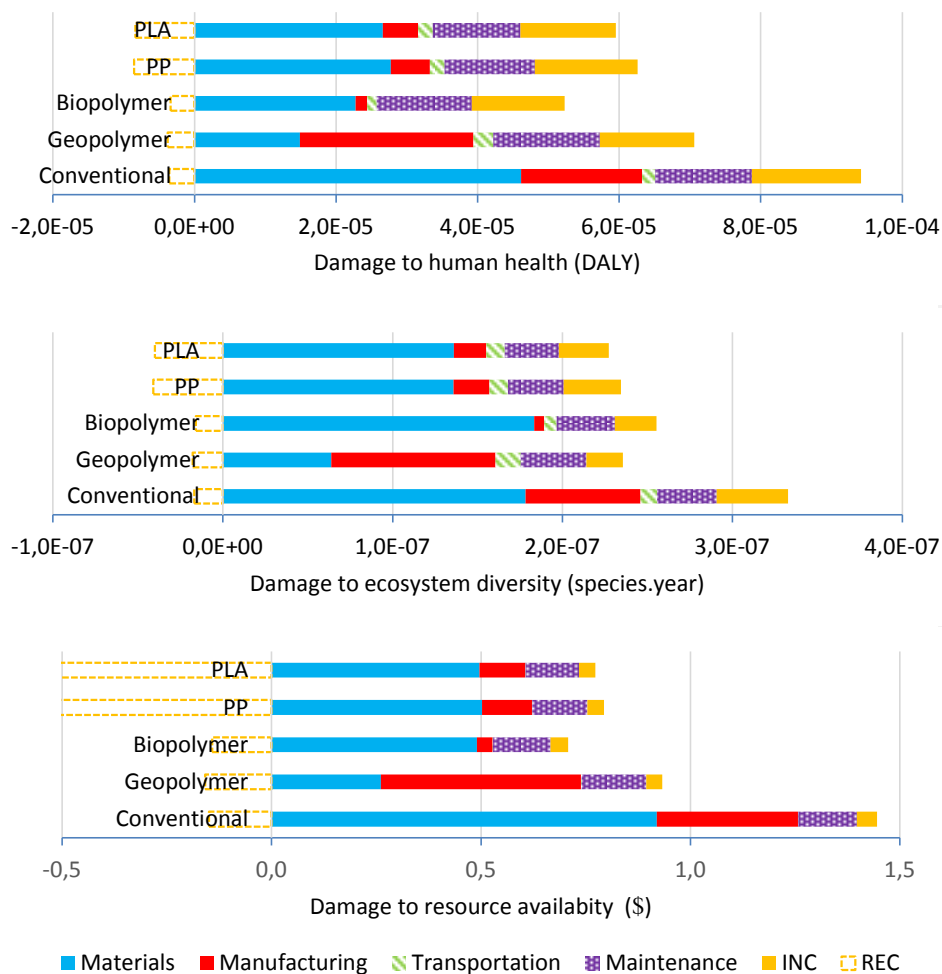 PLA
PP
Biopolymer
Geopolymer
Conventional
-2,0E-05 0,0E+00 2,0E-05 4,0E-05 6,0E-05 8,0E-05 1,0E-04
Damage to human health (DALY)
PLA
PP
Biopolymer
Geopolymer
Conventional
-1,0E-07 0,0E+00 1,0E-07 2,0E-07 3,0E-07 4,0E-07
Damage to ecosystem diversity (species.year)
PLA
PP
Biopolymer
Geopolymer
Conventional
-0,5 0,0 0,5 1,0 1,5
Damage to resource availabity ($)
Materials Manufacturing Transportation Maintenance INC REC